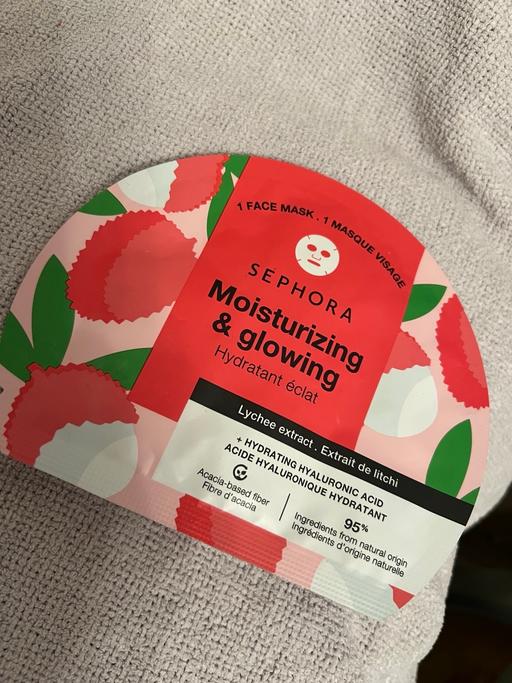 1 FACE MASK . 1 MASQUE VISAGE
SEPHORA
Moisturizing
& glowing
Hydratant éclat
Lychee extract . Extrait de litchi
+ HYDRATING HYALURONIC ACID
ACIDE HYALURONIQUE HYDRATANT
Acacia-based fiber
Fibre d'acacia
95%
Ingredients from natural origin
Ingrédients d'origine naturelle